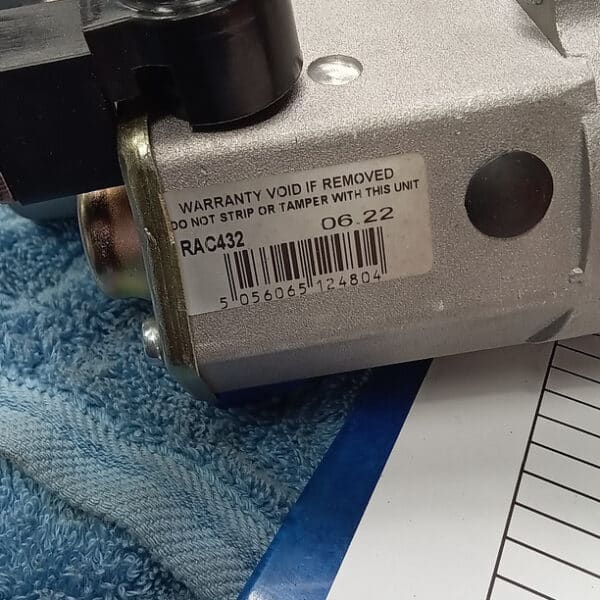 WARRANTY VOID IF REMOVED
DO NOT STRIP OR TAMPER WITH THIS UNIT
06.22
RAC432
5 056065 124804